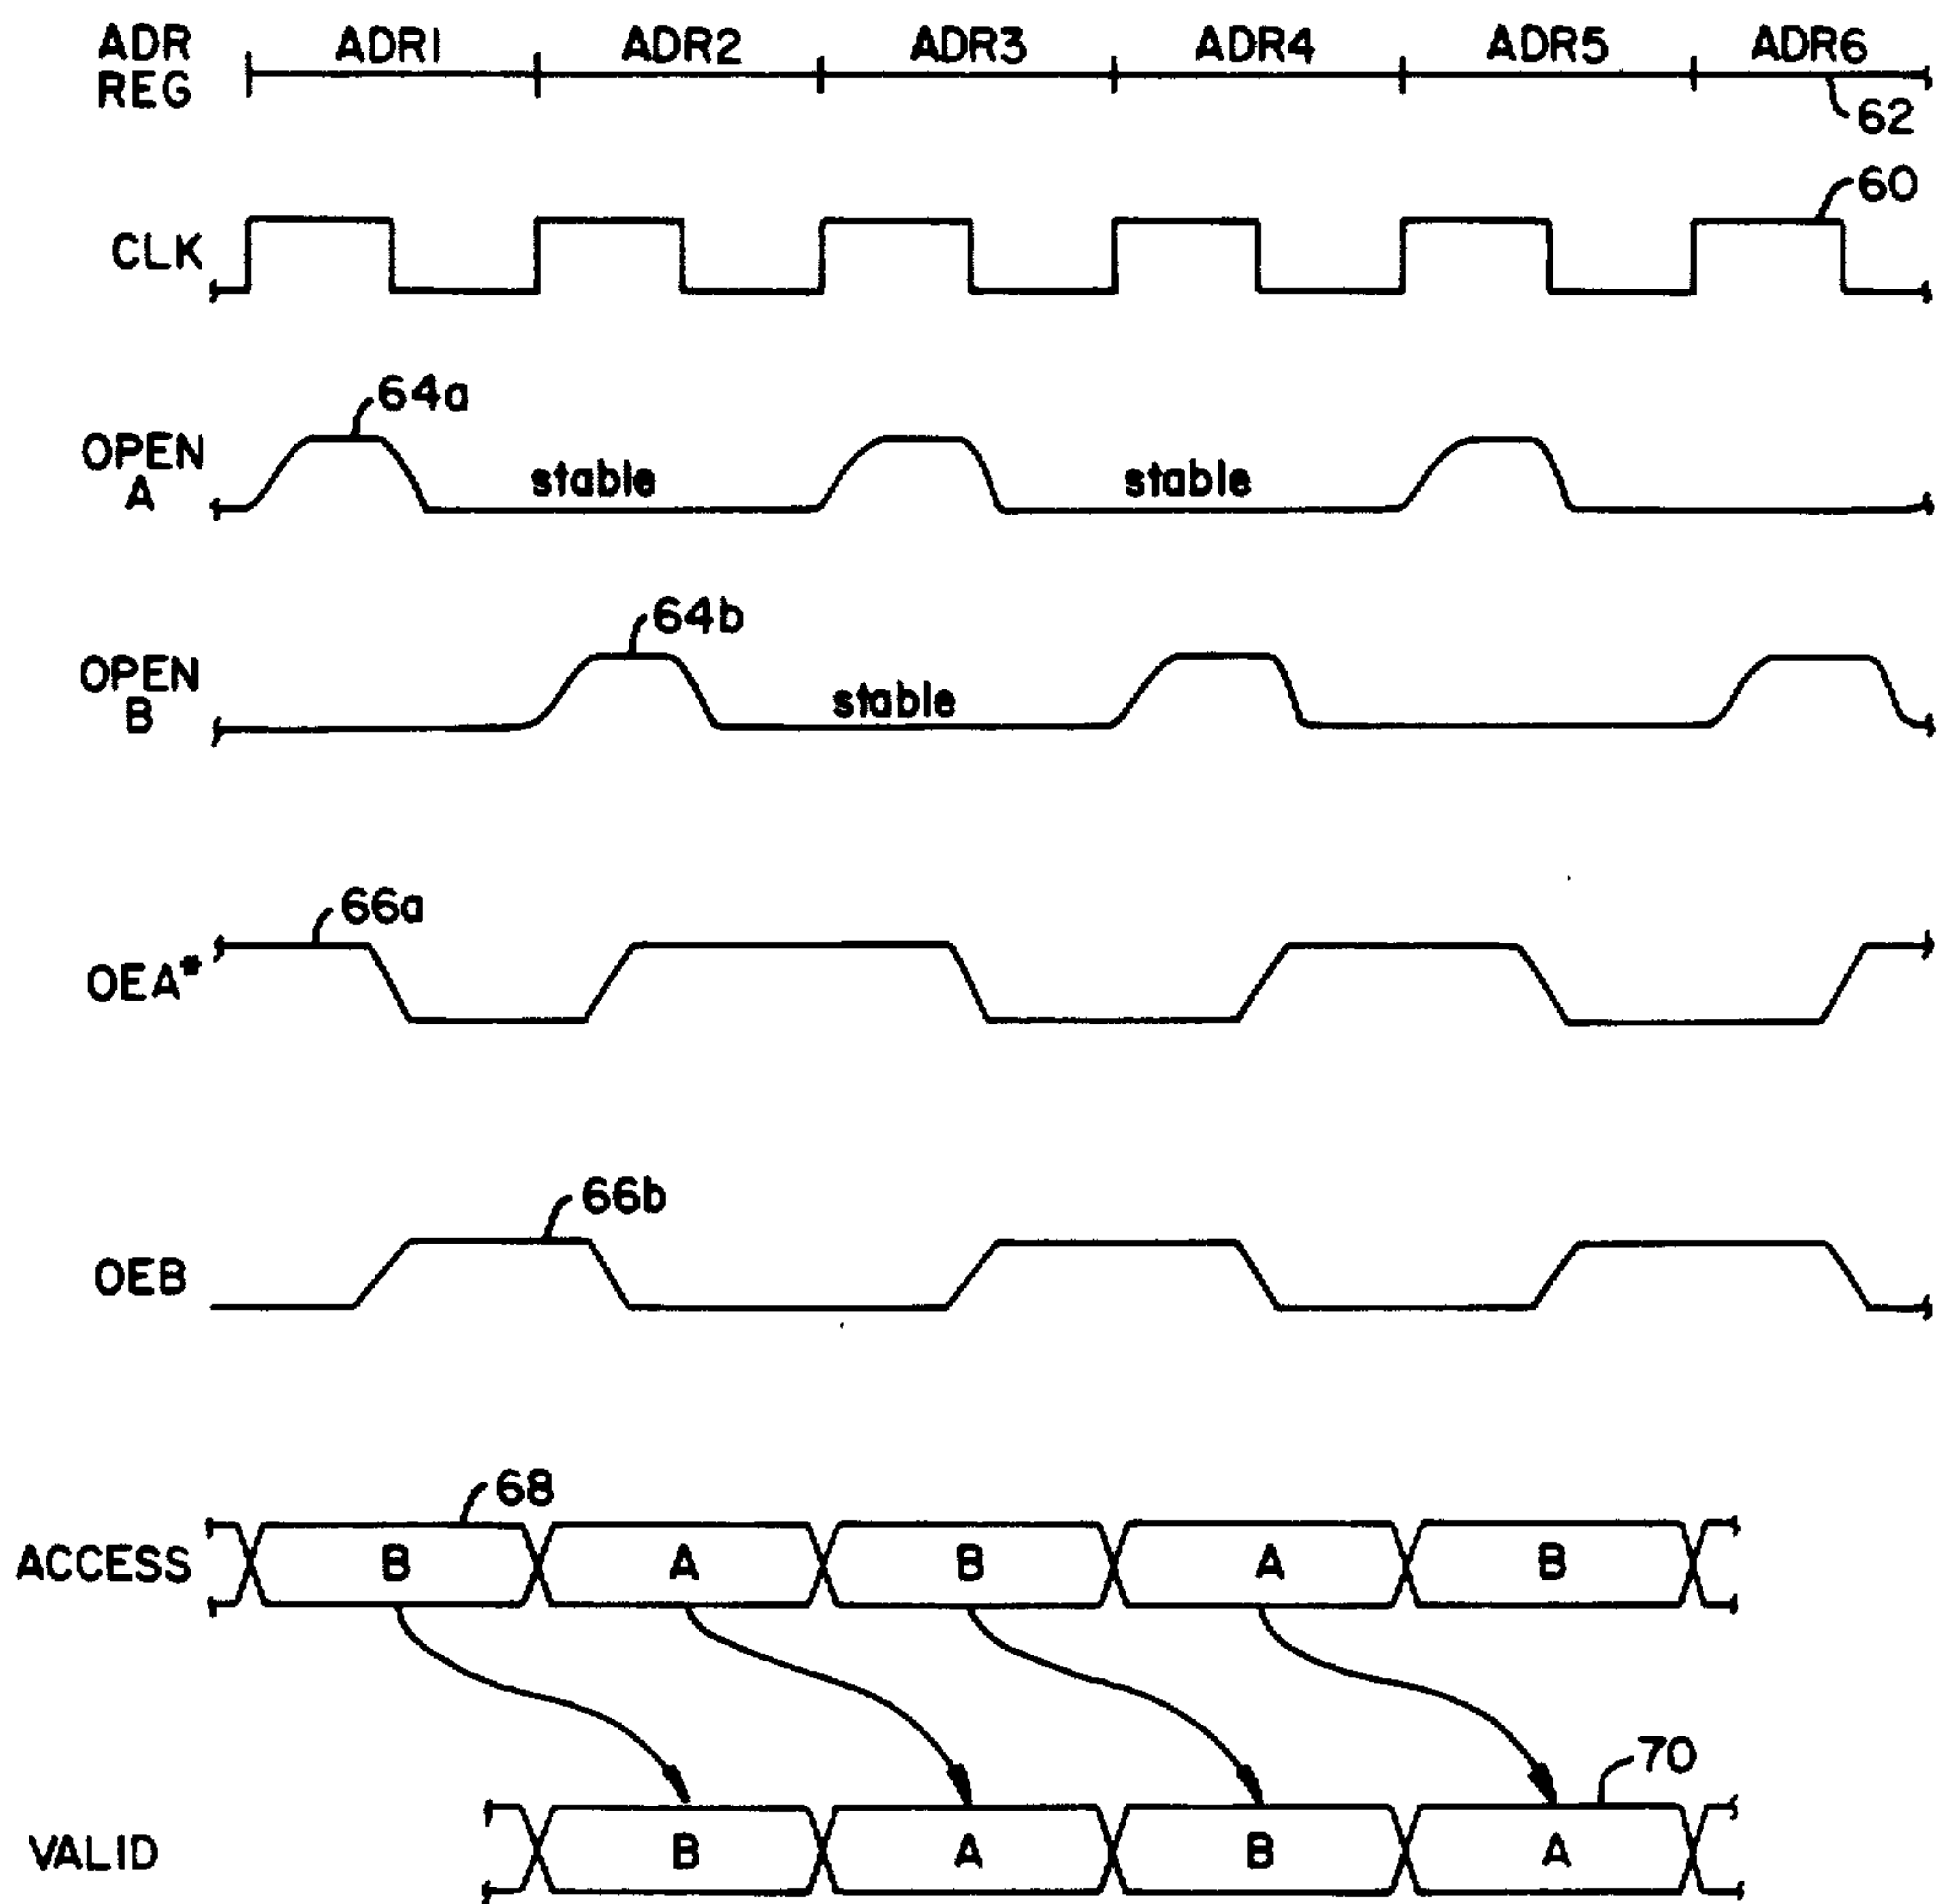 ADR REG ADR1 ADR2 ADR3 ADR4 ADR5 ADR6
62
60
CLK
64a
OPEN A stable stable
64b
OPEN B stable
66a
OEA*
66b
OEB
68
ACCESS B A B A B
70
VALID B A B A